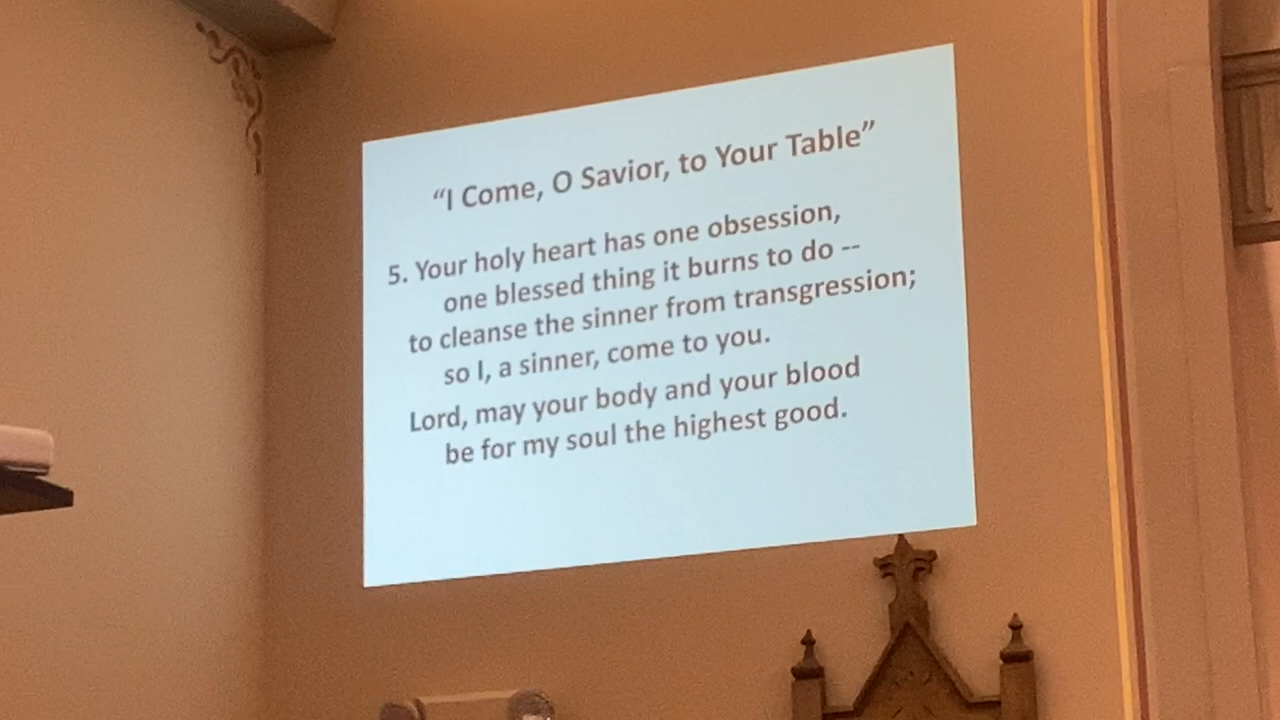 “I Come, O Savior, to Your Table”
5. Your holy heart has one obsession,
one blessed thing it burns to do --
to cleanse the sinner from transgression;
so I, a sinner, come to you.
Lord, may your body and your blood
be for my soul the highest good.